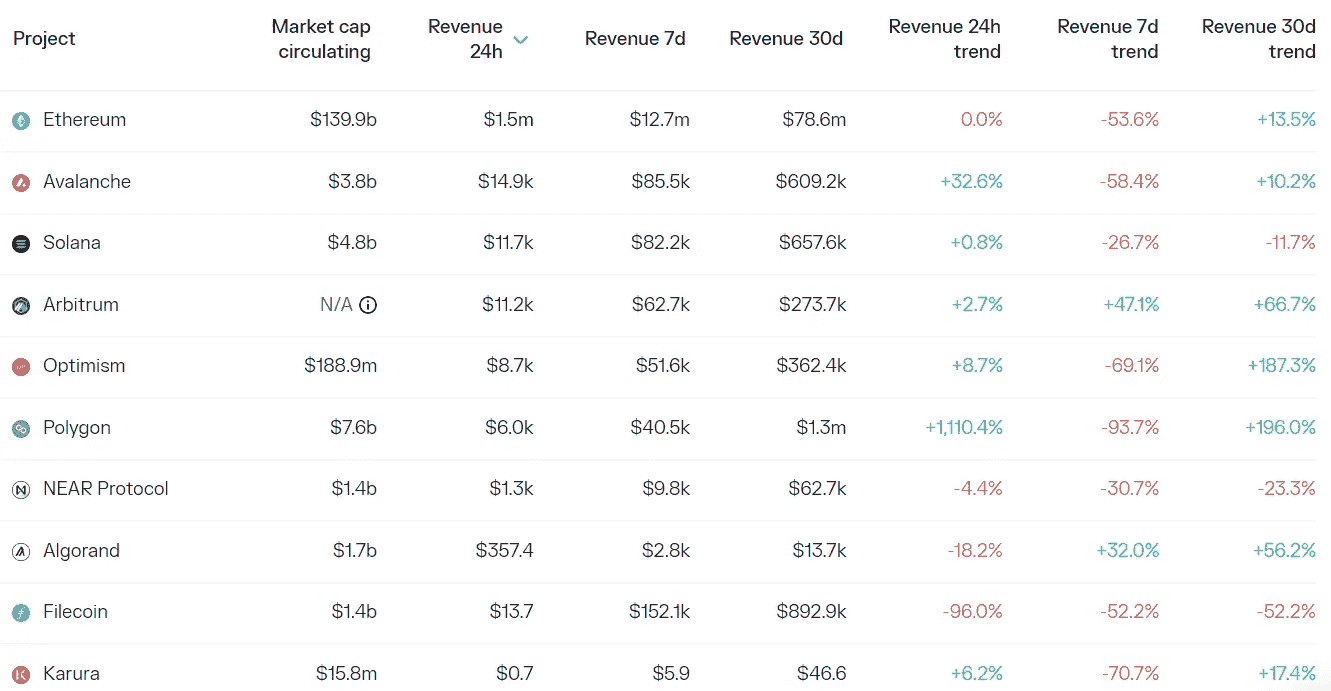 Project Market cap circulating Revenue 24h Revenue 7d Revenue 30d Revenue 24h trend Revenue 7d trend Revenue 30d trend
Ethereum $139.9b $1.5m $12.7m $78.6m 0.0% -53.6% +13.5%
Avalanche $3.8b $14.9k $85.5k $609.2k +32.6% -58.4% +10.2%
Solana $4.8b $11.7k $82.2k $657.6k +0.8% -26.7% -11.7%
Arbitrum N/A $11.2k $62.7k $273.7k +2.7% +47.1% +66.7%
Optimism $188.9m $8.7k $51.6k $362.4k +8.7% -69.1% +187.3%
Polygon $7.6b $6.0k $40.5k $1.3m +1,110.4% -93.7% +196.0%
NEAR Protocol $1.4b $1.3k $9.8k $62.7k -4.4% -30.7% -23.3%
Algorand $1.7b $357.4 $2.8k $13.7k -18.2% +32.0% +56.2%
Filecoin $1.4b $13.7 $152.1k $892.9k -96.0% -52.2% -52.2%
Karura $15.8m $0.7 $5.9 $46.6 +6.2% -70.7% +17.4%